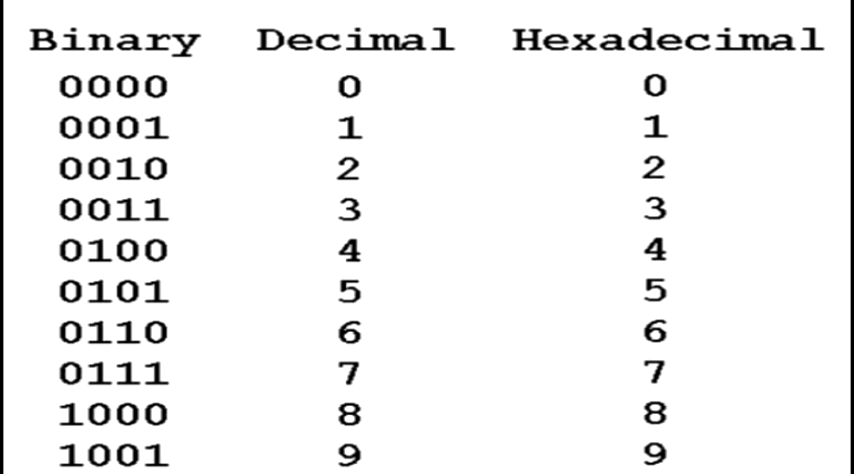 Binary Decimal Hexadecimal
0000 0 0
0001 1 1
0010 2 2
0011 3 3
0100 4 4
0101 5 5
0110 6 6
0111 7 7
1000 8 8
1001 9 9